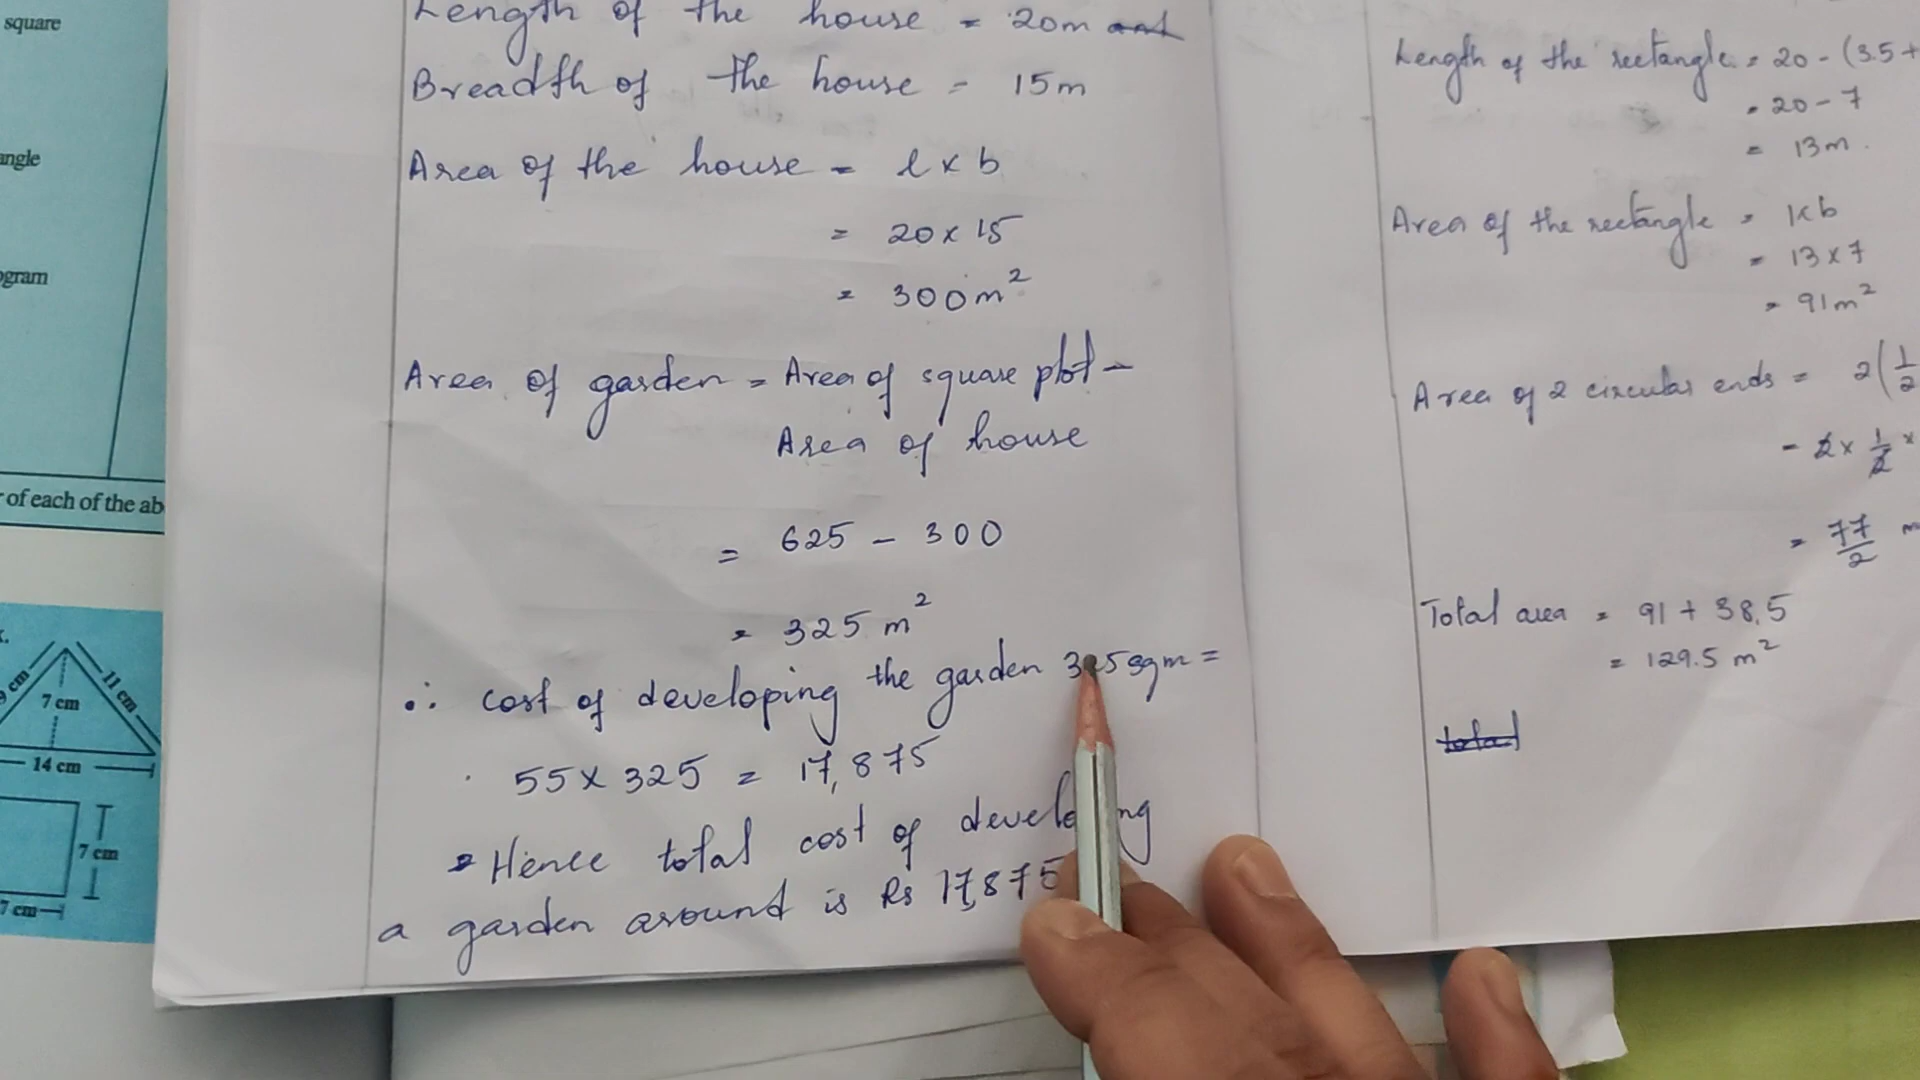 square
angle
ogram
of each of the ab
9 cm
7 cm
11 cm
14 cm
7 cm
7 cm
Length of the house = 20m
Breadth of the house = 15m
Area of the house = l x b
= 20 x 15
= 300m²
Area of garden = Area of square plot -
Area of house
= 625 - 300
= 325 m²
∴ cost of developing the garden 325 sqm =
55 x 325 = 17,875
Hence total cost of
a garden around is Rs 17,875
Length of the rectangle = 20 - (3.5 +
= 20 - 7
= 13m.
Area of the rectangle = lxb
= 13 x 7
= 91m²
Area of 2 circular ends = 2(1/2
= 2 x 1/2 x
= 77/2 m
Total area = 91 + 38.5
= 129.5 m²
total